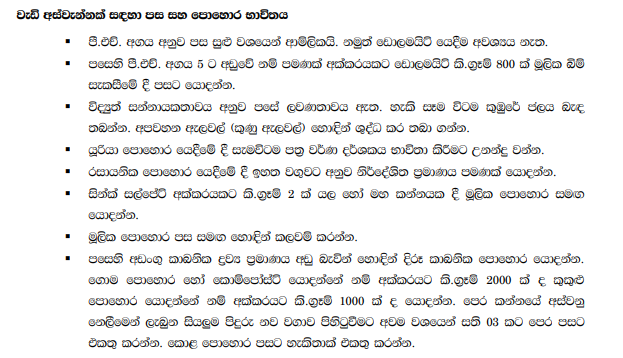 වැඩි අස්වැන්නක් සඳහා පස සහ පොහොර භාවිතය
▪ පී.එච්. අගය අනුව පස සුළු වශයෙන් ආම්ලිකයි. නමුත් ඩොලමයිට් යෙදීම අවශ්‍යය නැත.
▪ පසෙහි පී.එච්. අගය 5 ට අඩුවේ නම් පමණක් අක්කරයකට ඩොලමයිට් කි.ග්‍රෑම් 800 ක් මූලික බිම්
සැකසීමේ දී පසට යොදන්න.
▪ විද්‍යුත් සන්නායකතාවය අනුව පසේ ලවණතාවය ඇත. හැකි සෑම විටම කුඹුරේ ජලය බැඳ
තබන්න. අපවහන ඇලවල් (කුණු ඇලවල්) හොඳින් ශුද්ධ කර තබා ගන්න.
▪ යූරියා පොහොර යෙදීමේ දී සැමවිටම පත්‍ර වර්ණ දර්ශකය භාවිතා කිරීමට උනන්දු වන්න.
▪ රසායනික පොහොර යෙදීමේ දී ඉහත වගුවට අනුව නිර්දේශිත ප්‍රමාණය පමණක් යොදන්න.
▪ සින්ක් සල්පේට් අක්කරයකට කි.ග්‍රෑම් 2 ක් යල හෝ මහ කන්නයක දී මූලික පොහොර සමඟ
යොදන්න.
▪ මූලික පොහොර පස සමඟ හොඳින් කලවම් කරන්න.
▪ පසෙහි අඩංගු කාබනික ද්‍රව්‍ය ප්‍රමාණය අඩු බැවින් හොඳින් දිරූ කාබනික පොහොර යොදන්න.
ගොම පොහොර හෝ කොම්පෝස්ට් යොදන්නේ නම් අක්කරයට කි.ග්‍රෑම් 2000 ක් ද කුකුළු
පොහොර යොදන්නේ නම් අක්කරයට කි.ග්‍රෑම් 1000 ක් ද යොදන්න. පෙර කන්නයේ අස්වනු
නෙලීමෙන් ලැබුන සියලුම පිදුරු නව වගාව පිහිටුවීමට අවම වශයෙන් සති 03 කට පෙර පසට
එකතු කරන්න. කොළ පොහොර පසට හැකිතාක් එකතු කරන්න.